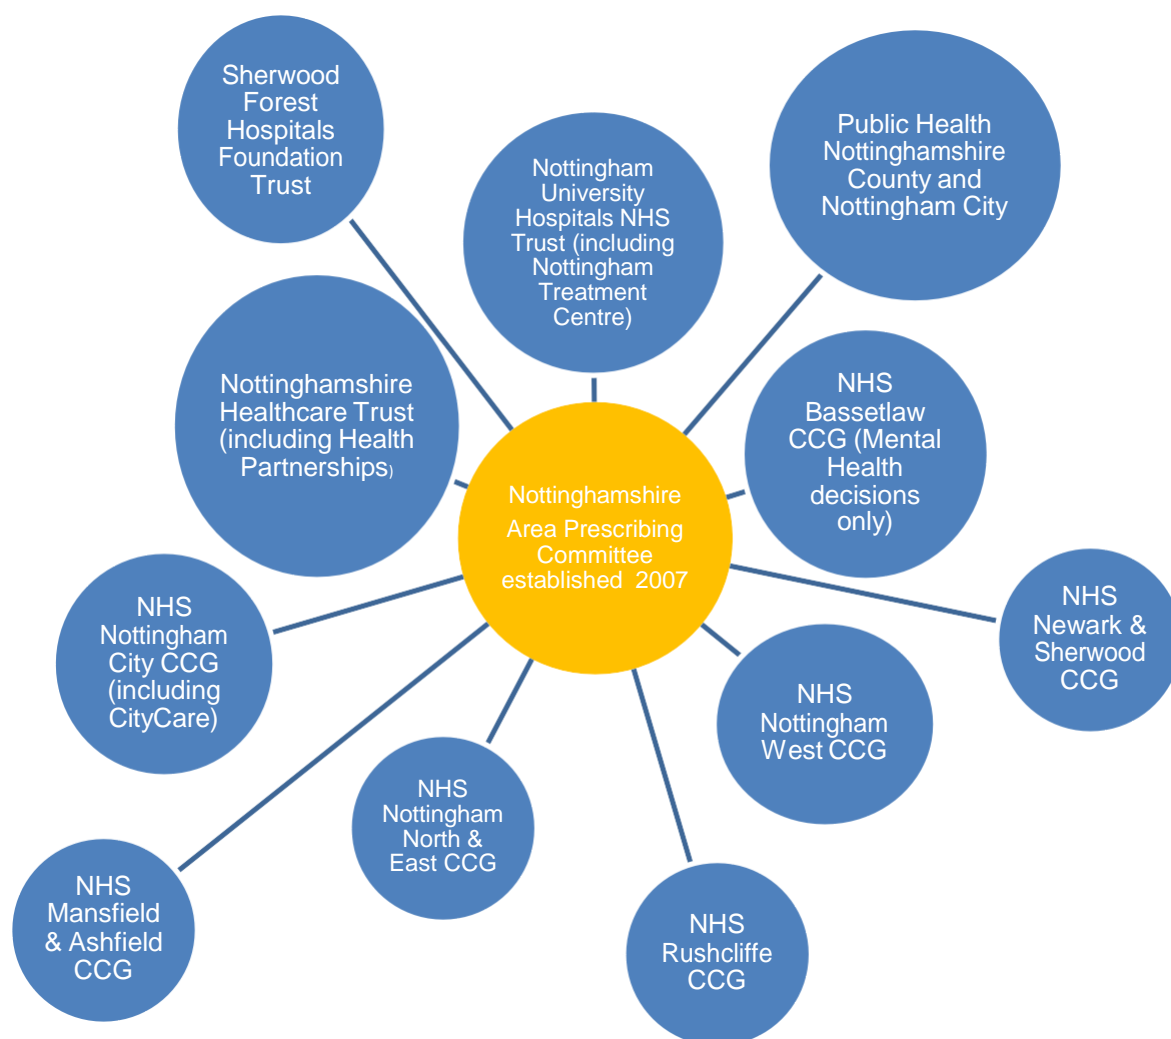 Sherwood
Forest
Hospitals
Foundation
Trust
Nottingham
University
Hospitals NHS
Trust (including
Nottingham
Treatment
Centre)
Public Health
Nottinghamshire
County and
Nottingham City
Nottinghamshire
Healthcare Trust
(including Health
Partnerships)
NHS
Bassetlaw
CCG (Mental
Health
decisions
only)
Nottinghamshire
Area Prescribing
Committee
established 2007
NHS
Nottingham
City CCG
(including
CityCare)
NHS
Newark &
Sherwood
CCG
NHS
Nottingham
West CCG
NHS
Nottingham
North &
East CCG
NHS
Mansfield
& Ashfield
CCG
NHS
Rushcliffe
CCG